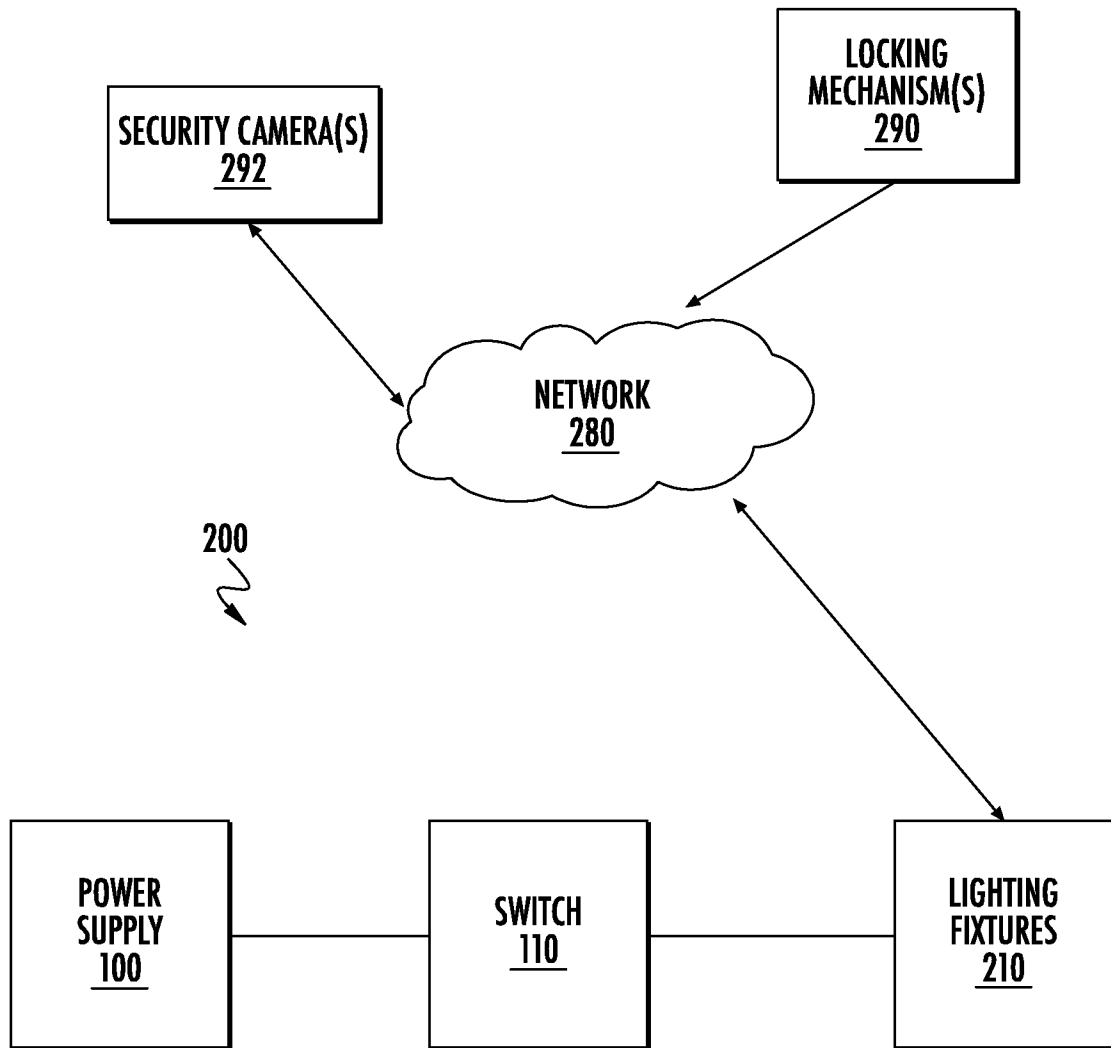 LOCKING
MECHANISM(S)
290
SECURITY CAMERA(S)
292
NETWORK
280
200
POWER
SUPPLY
100
SWITCH
110
LIGHTING
FIXTURES
210